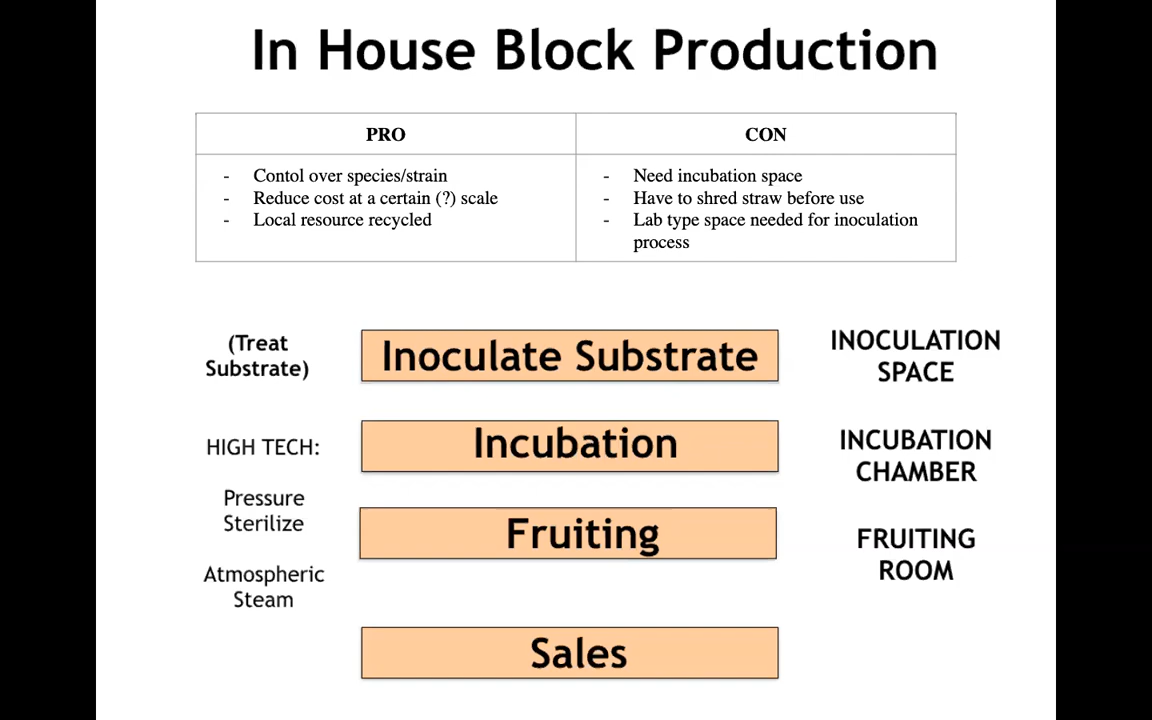 In House Block Production
PRO
CON
- Contol over species/strain
- Reduce cost at a certain (?) scale
- Local resource recycled
- Need incubation space
- Have to shred straw before use
- Lab type space needed for inoculation
process
(Treat
Substrate)
HIGH TECH:
Pressure
Sterilize
Atmospheric
Steam
Inoculate Substrate
Incubation
Fruiting
Sales
INOCULATION
SPACE
INCUBATION
CHAMBER
FRUITING
ROOM